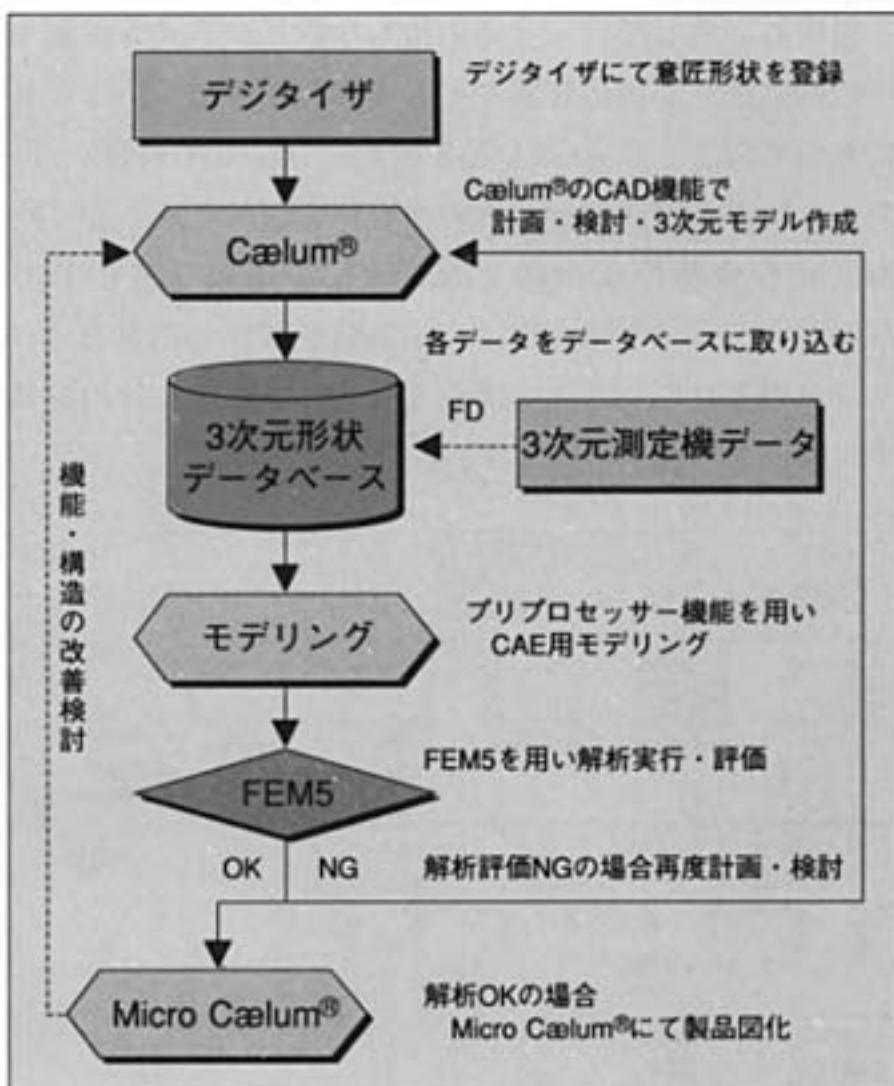 デジタイザ
デジタイザにて意匠形状を登録
Cælum®のCAD機能で
計画・検討・3次元モデル作成
Cælum®
各データをデータベースに取り込む
3次元形状
データベース
FD
3次元測定機データ
機能・構造の改善検討
モデリング
プリプロセッサー機能を用い
CAE用モデリング
FEM5
FEM5を用い解析実行・評価
OK
NG
解析評価NGの場合再度計画・検討
Micro Cælum®
解析OKの場合
Micro Cælum®にて製品図化